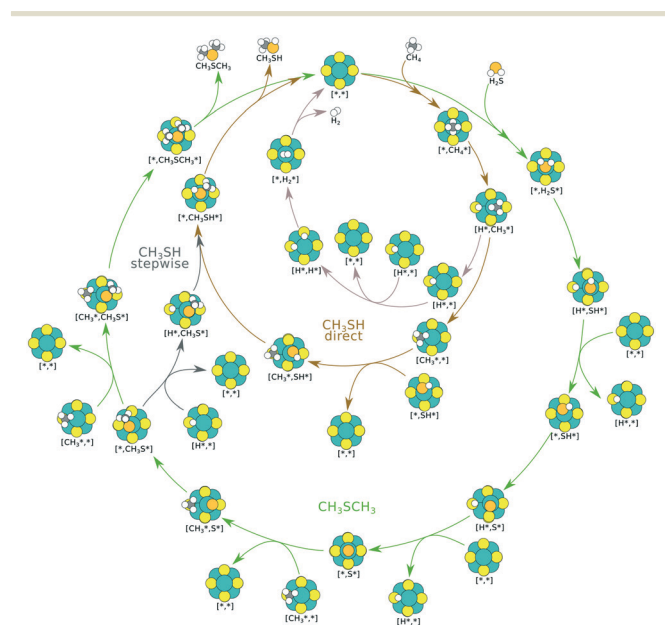 CH₃SCH₃
CH₃SH
CH₄
H₂S
[*,*]
H₂
[*,CH₃SCH₃*]
[*,H₂*]
[*,CH₄*]
[*,H₂S*]
[*,CH₃SH*]
[H*,CH₃*]
CH₃SH
stepwise
[H*,H*]
[*,*]
[H*,*]
[H*,*]
[CH₃*,CH₃S*]
[H*,CH₃S*]
CH₃SH
direct
[H*,SH*]
[*,*]
[*,*]
[*,*]
[CH₃*,SH*]
[CH₃*,*]
[*,SH*]
[H*,*]
[CH₃*,*]
[*,CH₃S*]
[H*,*]
[*,*]
[*,SH*]
CH₃SCH₃
[CH₃*,S*]
[H*,S*]
[*,S*]
[*,*]
[*,*]
[CH₃*,*]
[H*,*]